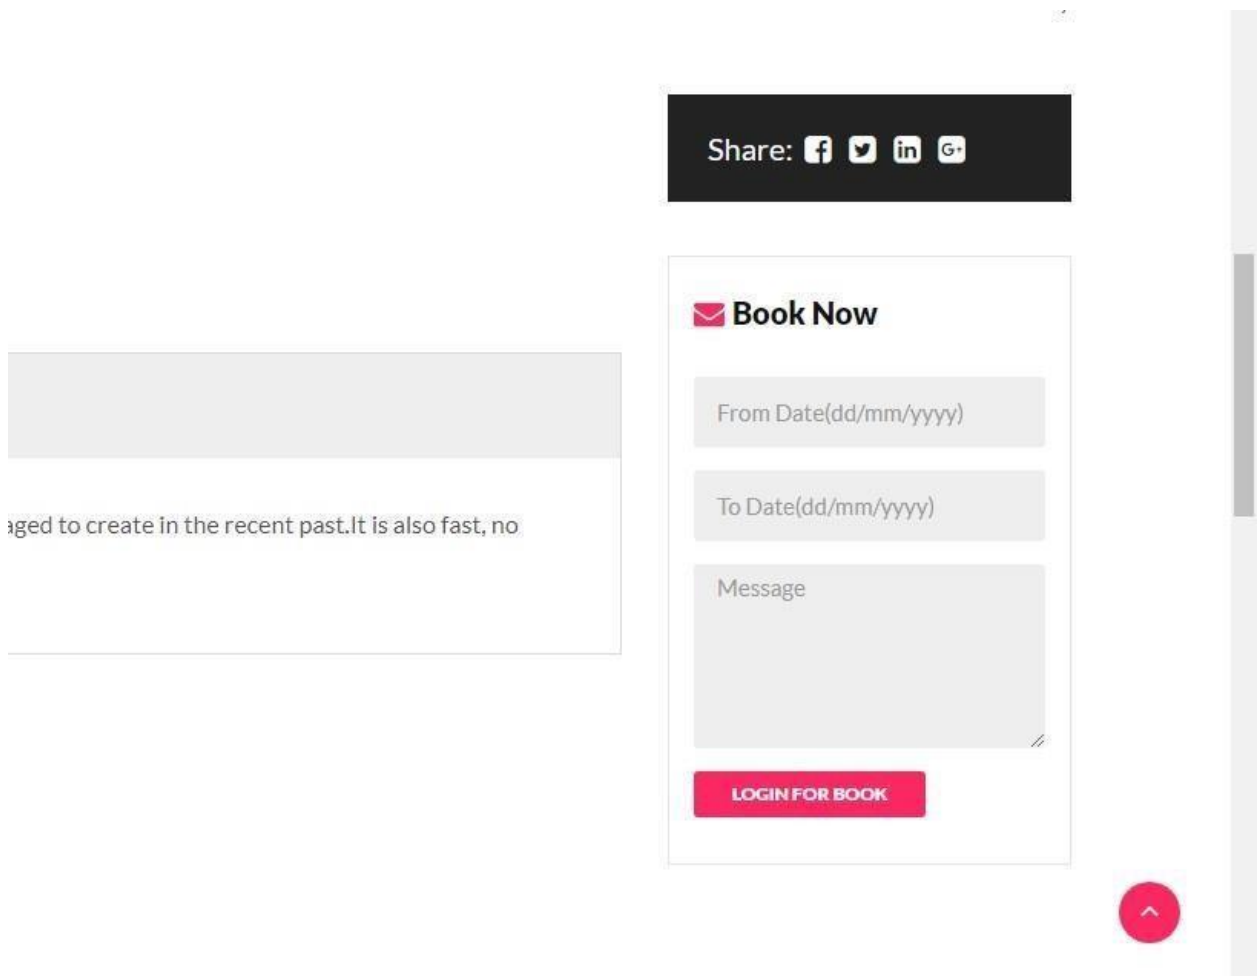 Share:
Book Now
From Date(dd/mm/yyyy)
To Date(dd/mm/yyyy)
to create in the recent past.It is also fast, no
Message
LOGIN FOR BOOK